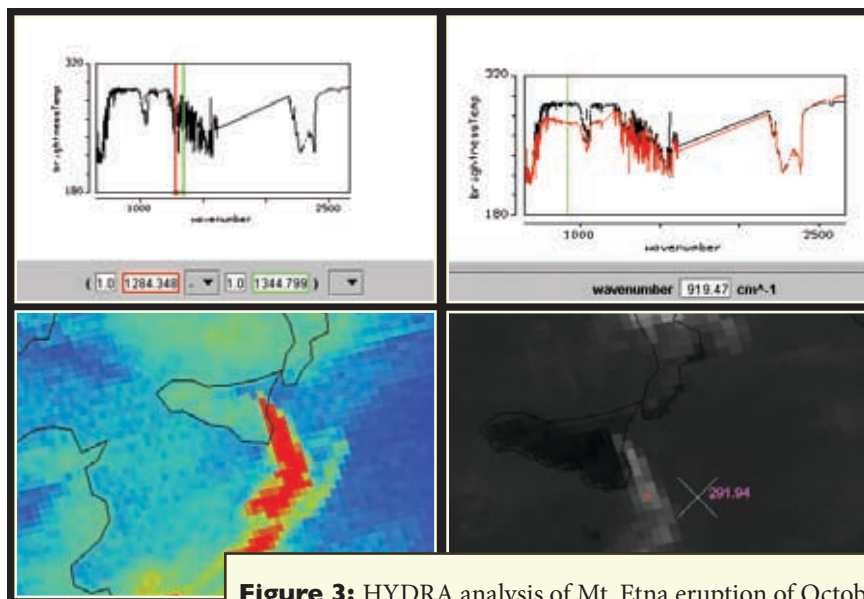 320
brightnessTemp
180
1000
2500
wavenumber
( 1.0 1284.348 - 1.0 1344.799 )
320
brightnessTemp
180
1000
2500
wavenumber
wavenumber 919.47 cm^-1
291.94
Figure 3: HYDRA analysis of Mt. Etna eruption of Octob